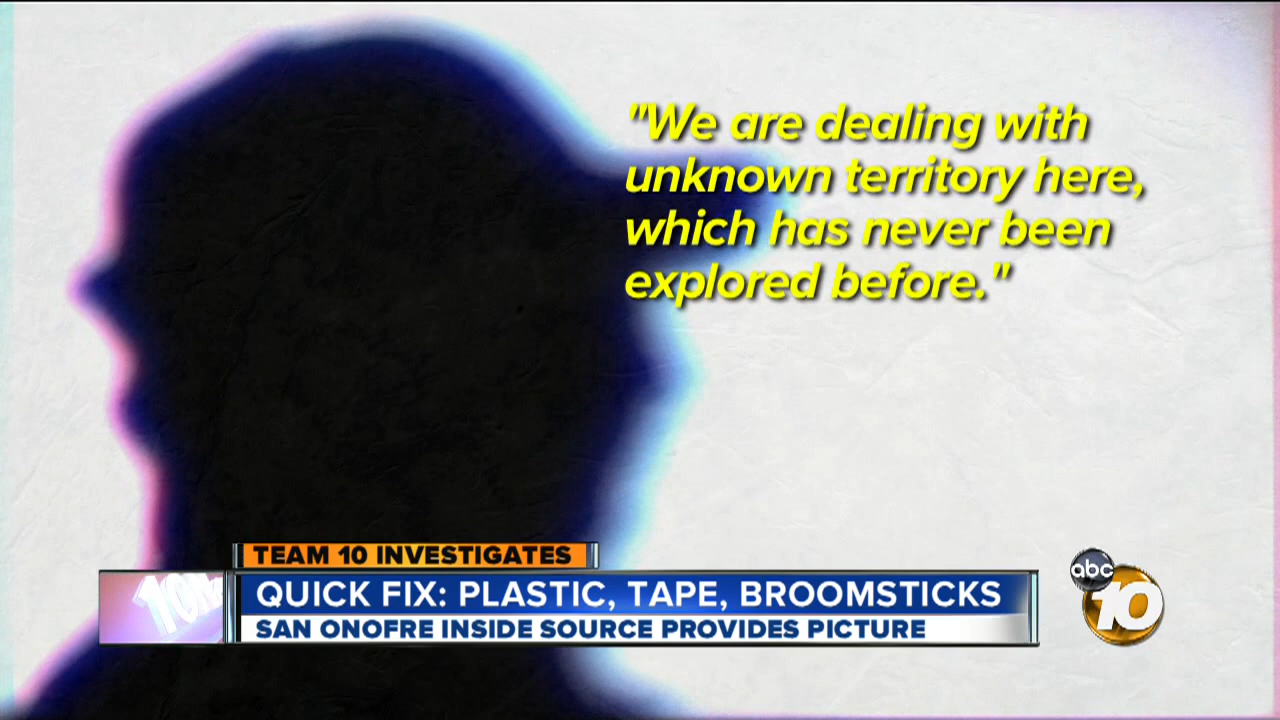 "We are dealing with
unknown territory here,
which has never been
explored before."
TEAM 10 INVESTIGATES
QUICK FIX: PLASTIC, TAPE, BROOMSTICKS
SAN ONOFRE INSIDE SOURCE PROVIDES PICTURE
abc
10